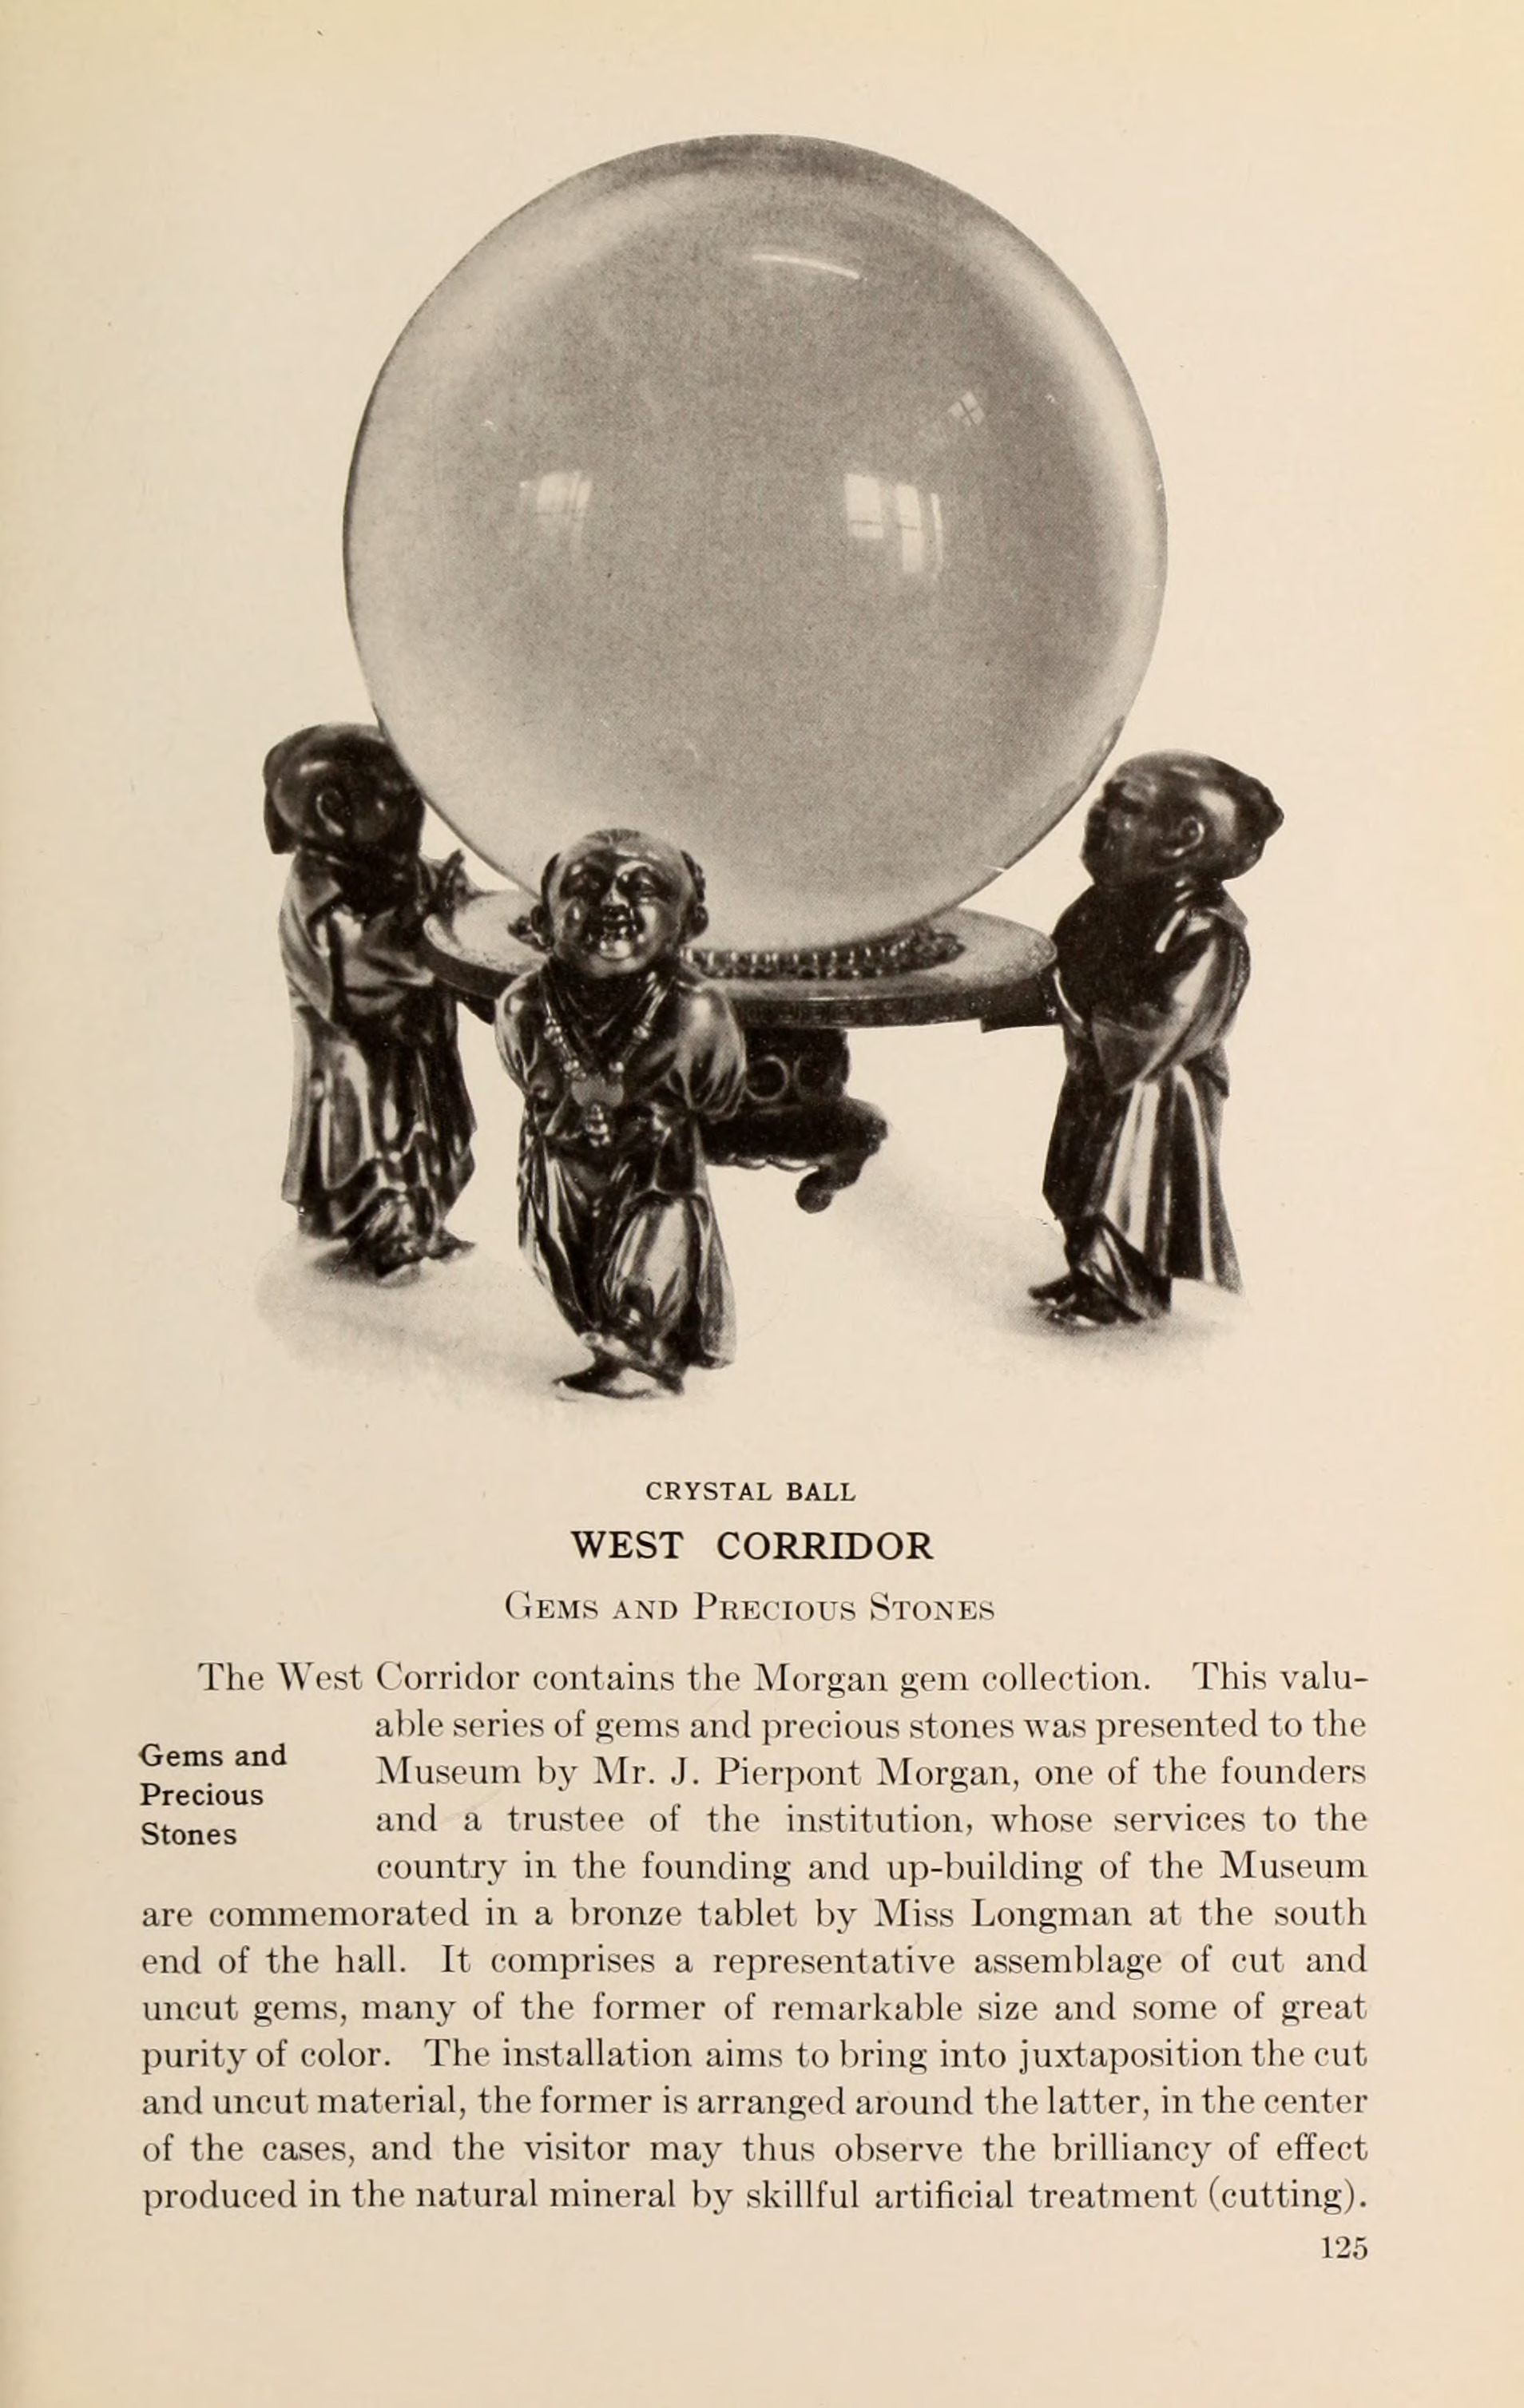 CRYSTAL BALL
WEST CORRIDOR
GEMS AND PRECIOUS STONES
The West Corridor contains the Morgan gem collection. This valu-
able series of gems and precious stones was presented to the
Gems and
Precious
Stones
Museum by Mr. J. Pierpont Morgan, one of the founders
and a trustee of the institution, whose services to the
country in the founding and up-building of the Museum
are commemorated in a bronze tablet by Miss Longman at the south
end of the hall. It comprises a representative assemblage of cut and
uncut gems, many of the former of remarkable size and some of great
purity of color. The installation aims to bring into juxtaposition the cut
and uncut material, the former is arranged around the latter, in the center
of the cases, and the visitor may thus observe the brilliancy of effect
produced in the natural mineral by skillful artificial treatment (cutting).
125